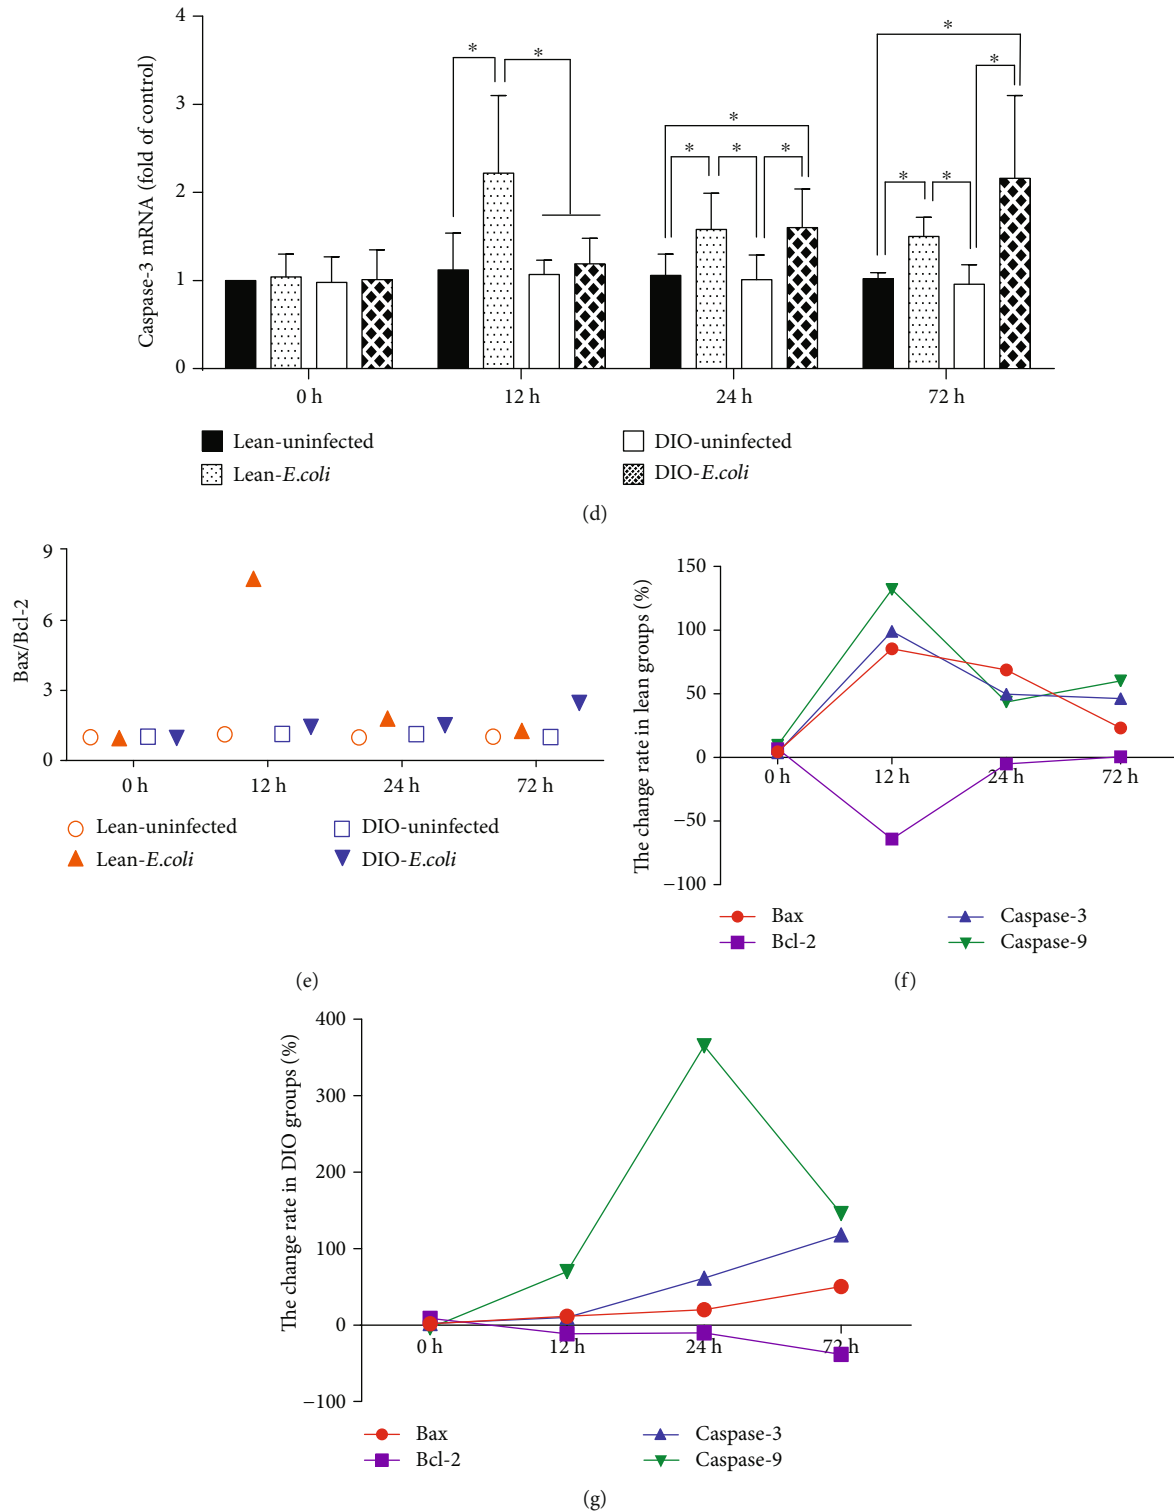 Caspase-3 mRNA (fold of control)
4
3
2
1
0
* *
* * * *
* * * *
0 h 12 h 24 h 72 h
Lean-uninfected DIO-uninfected
Lean-E.coli DIO-E.coli
(d)
Bax/Bcl-2
9
6
3
0
0 h 12 h 24 h 72 h
Lean-uninfected DIO-uninfected
Lean-E.coli DIO-E.coli
(e)
The change rate in lean groups (%)
150
100
50
0
−50
−100
0 h 12 h 24 h 72 h
Bax Caspase-3
Bcl-2 Caspase-9
(f)
The change rate in DIO groups (%)
400
300
200
100
0
−100
0 h 12 h 24 h 72 h
Bax Caspase-3
Bcl-2 Caspase-9
(g)